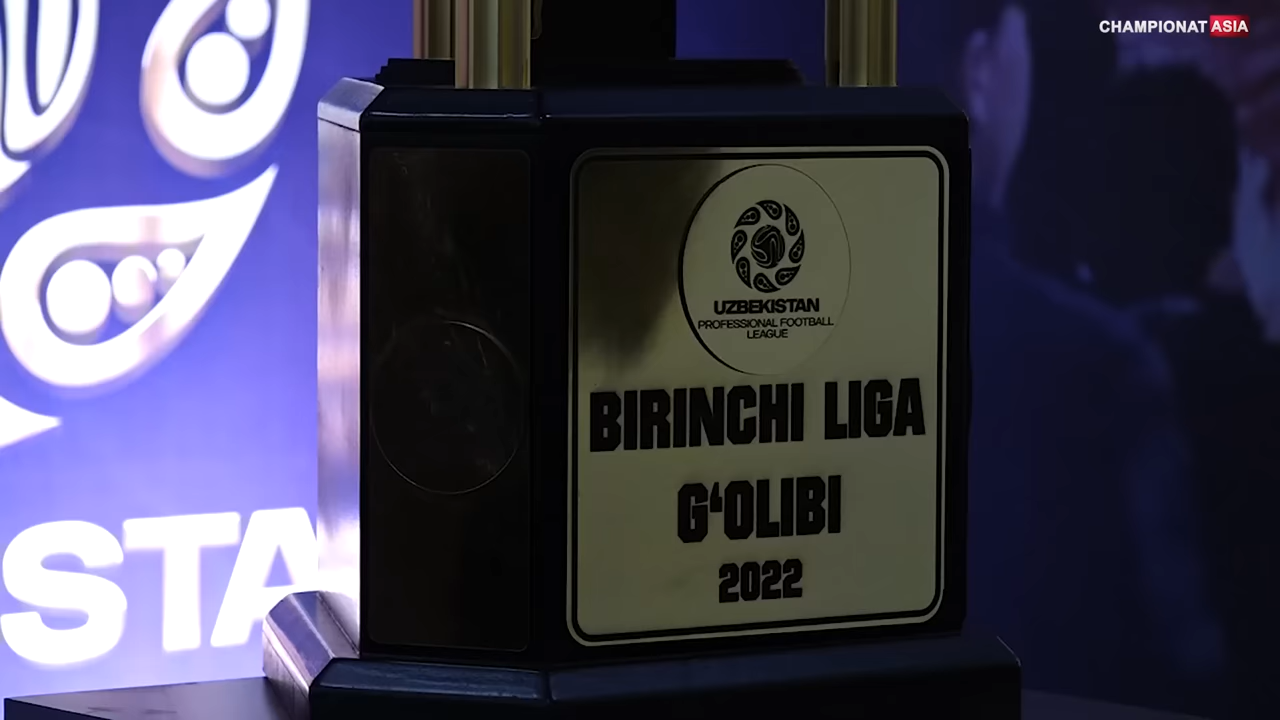 CHAMPIONAT ASIA
UZBEKISTAN
PROFESSIONAL FOOTBALL
LEAGUE
BIRINCHI LIGA
G‘OLIBI
2022
STA